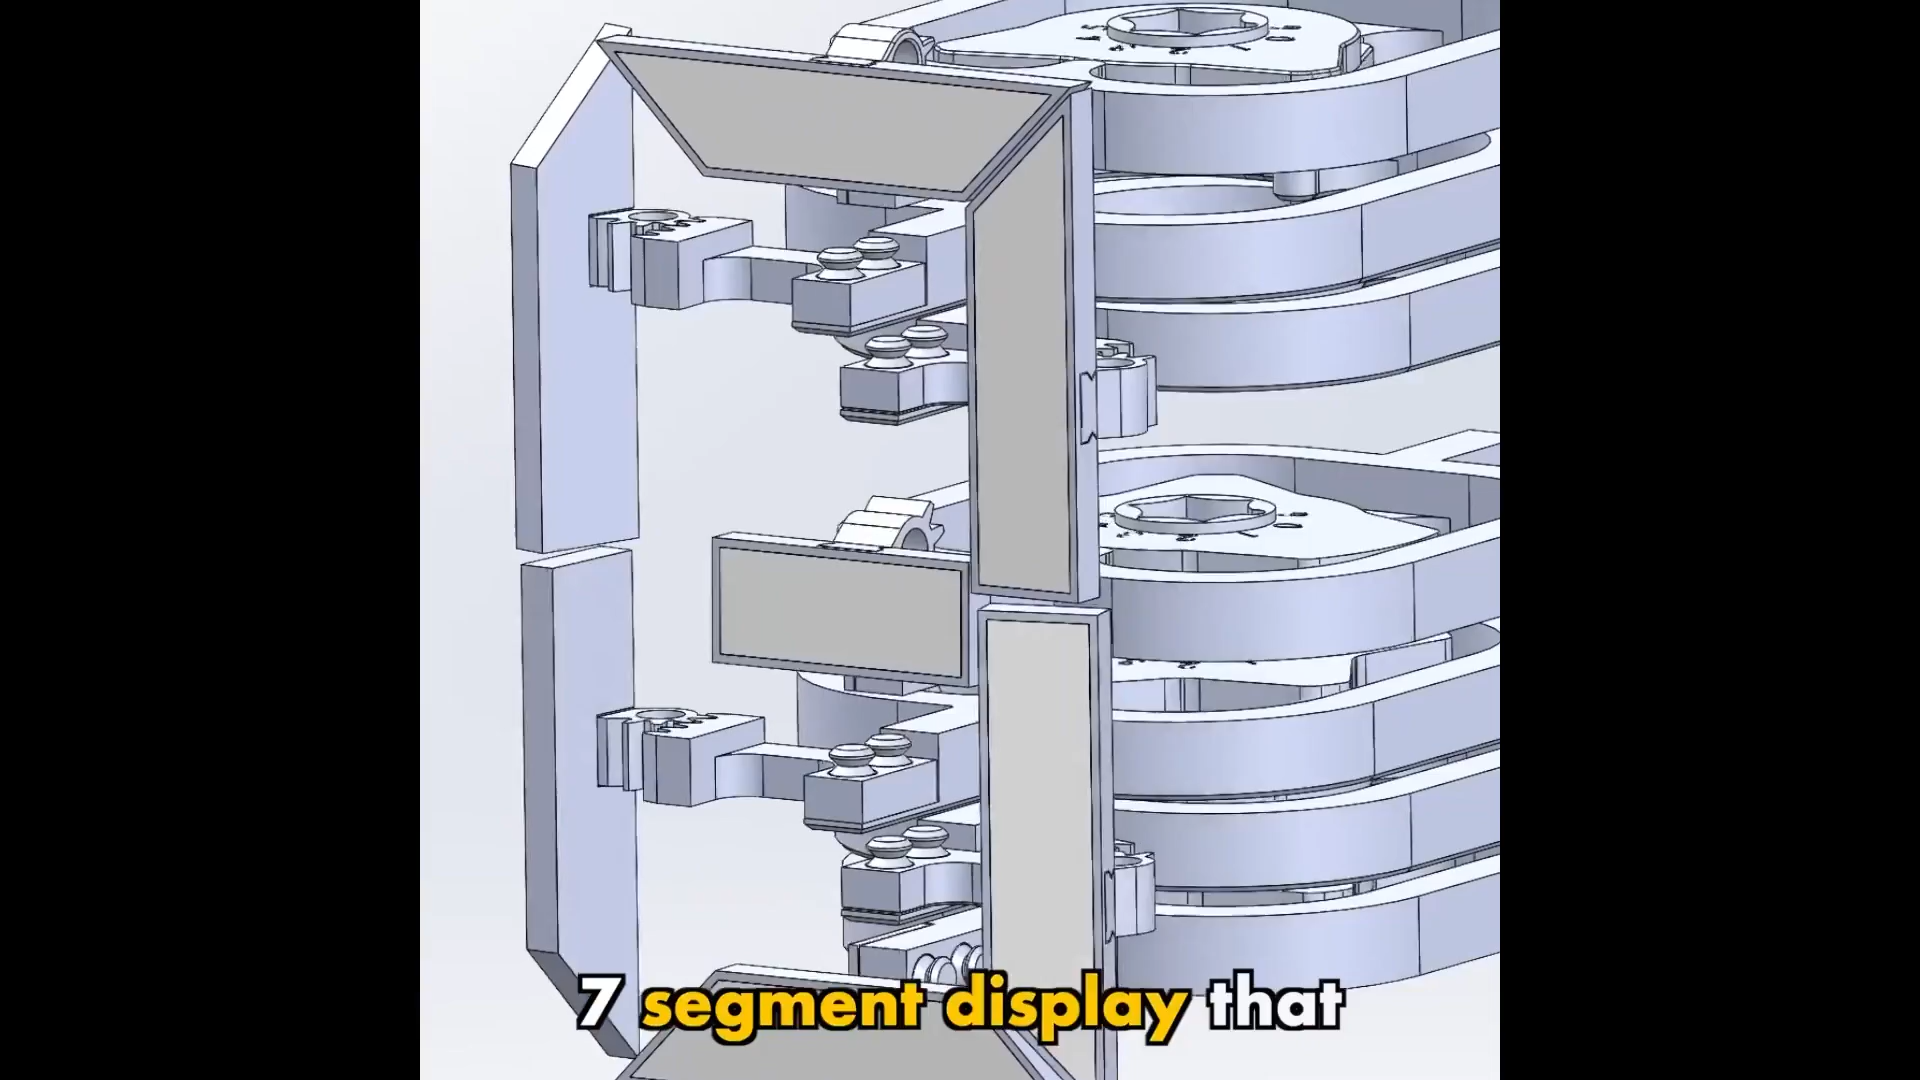 7 segment display that